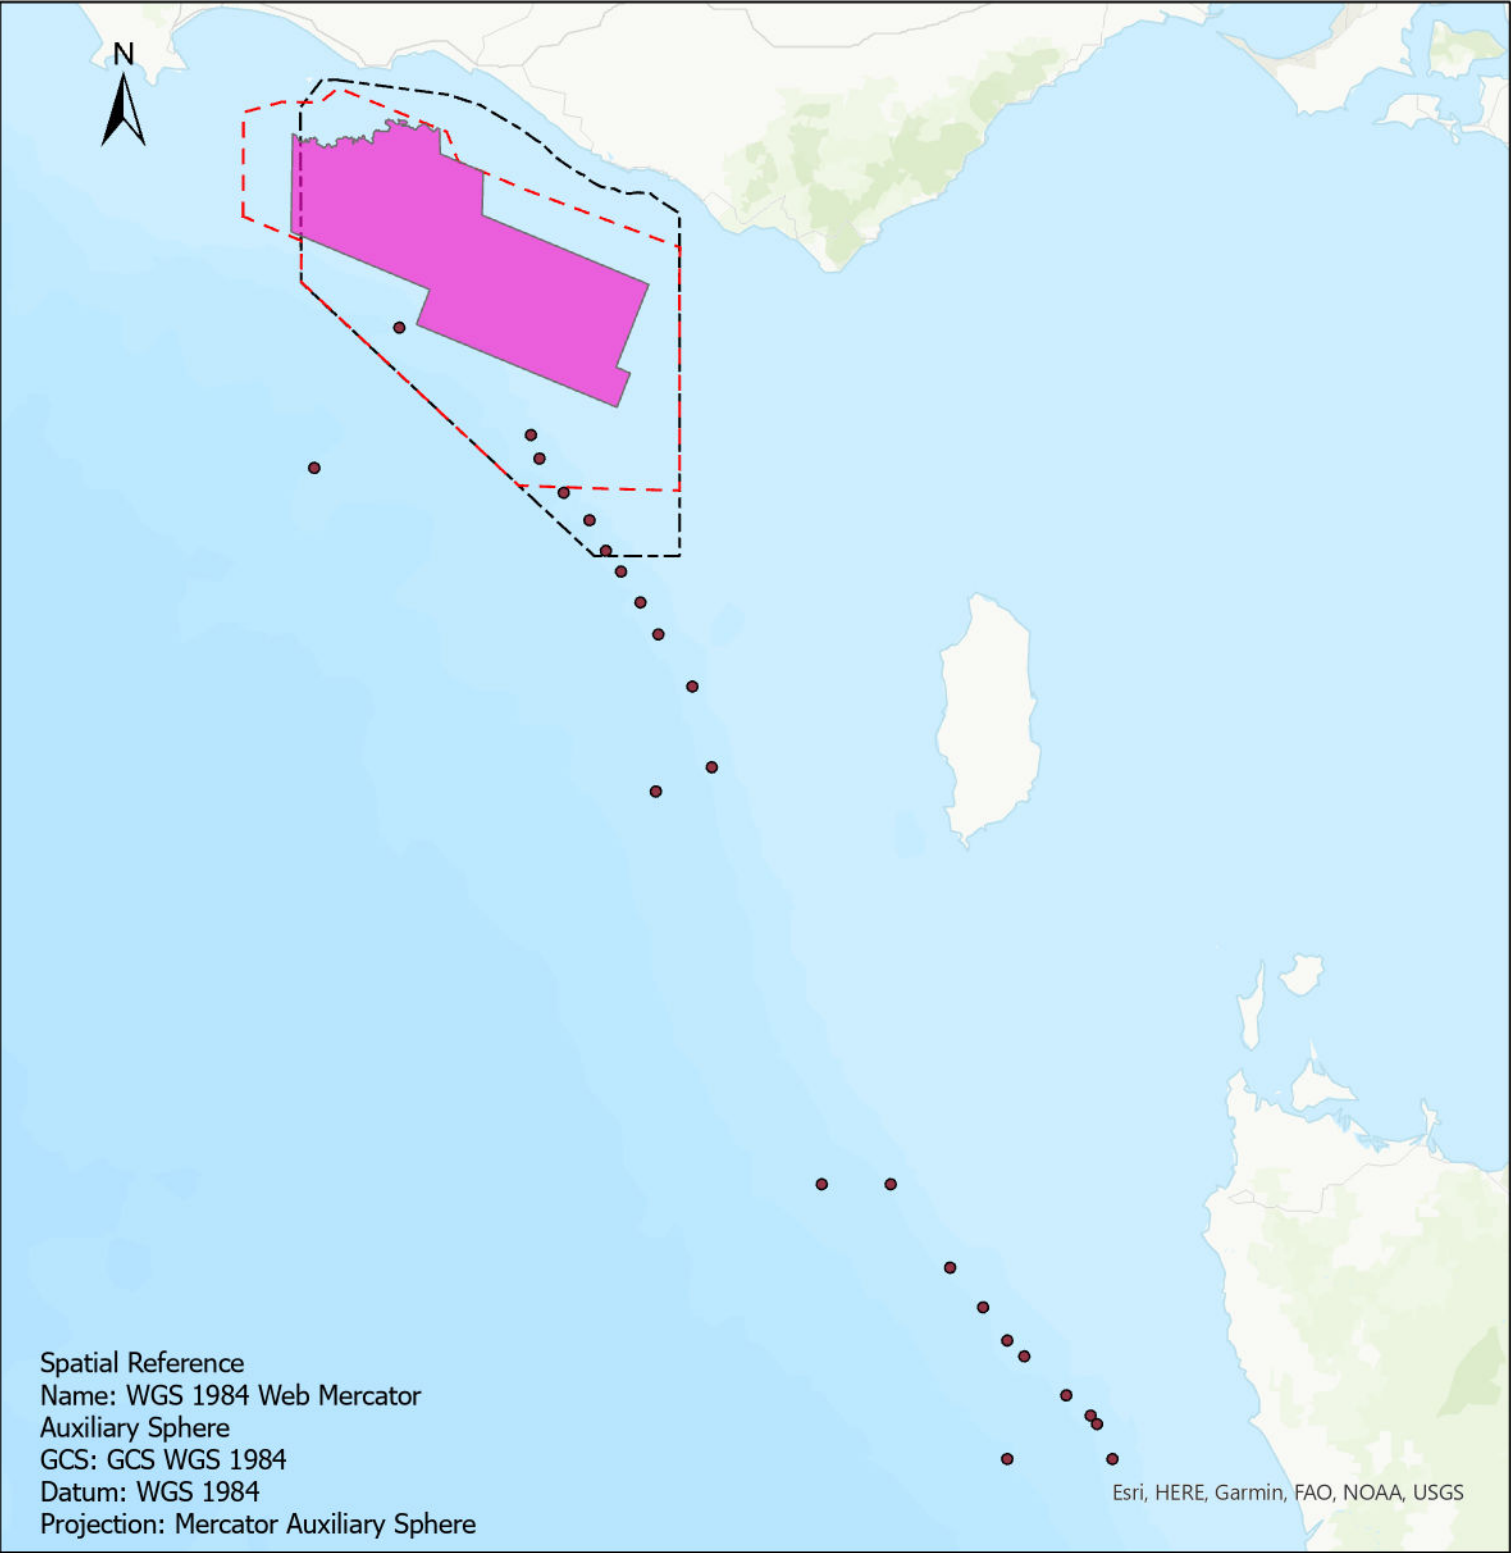 N
Spatial Reference
Name: WGS 1984 Web Mercator
Auxiliary Sphere
GCS: GCS WGS 1984
Datum: WGS 1984
Projection: Mercator Auxiliary Sphere
Esri, HERE, Garmin, FAO, NOAA, USGS